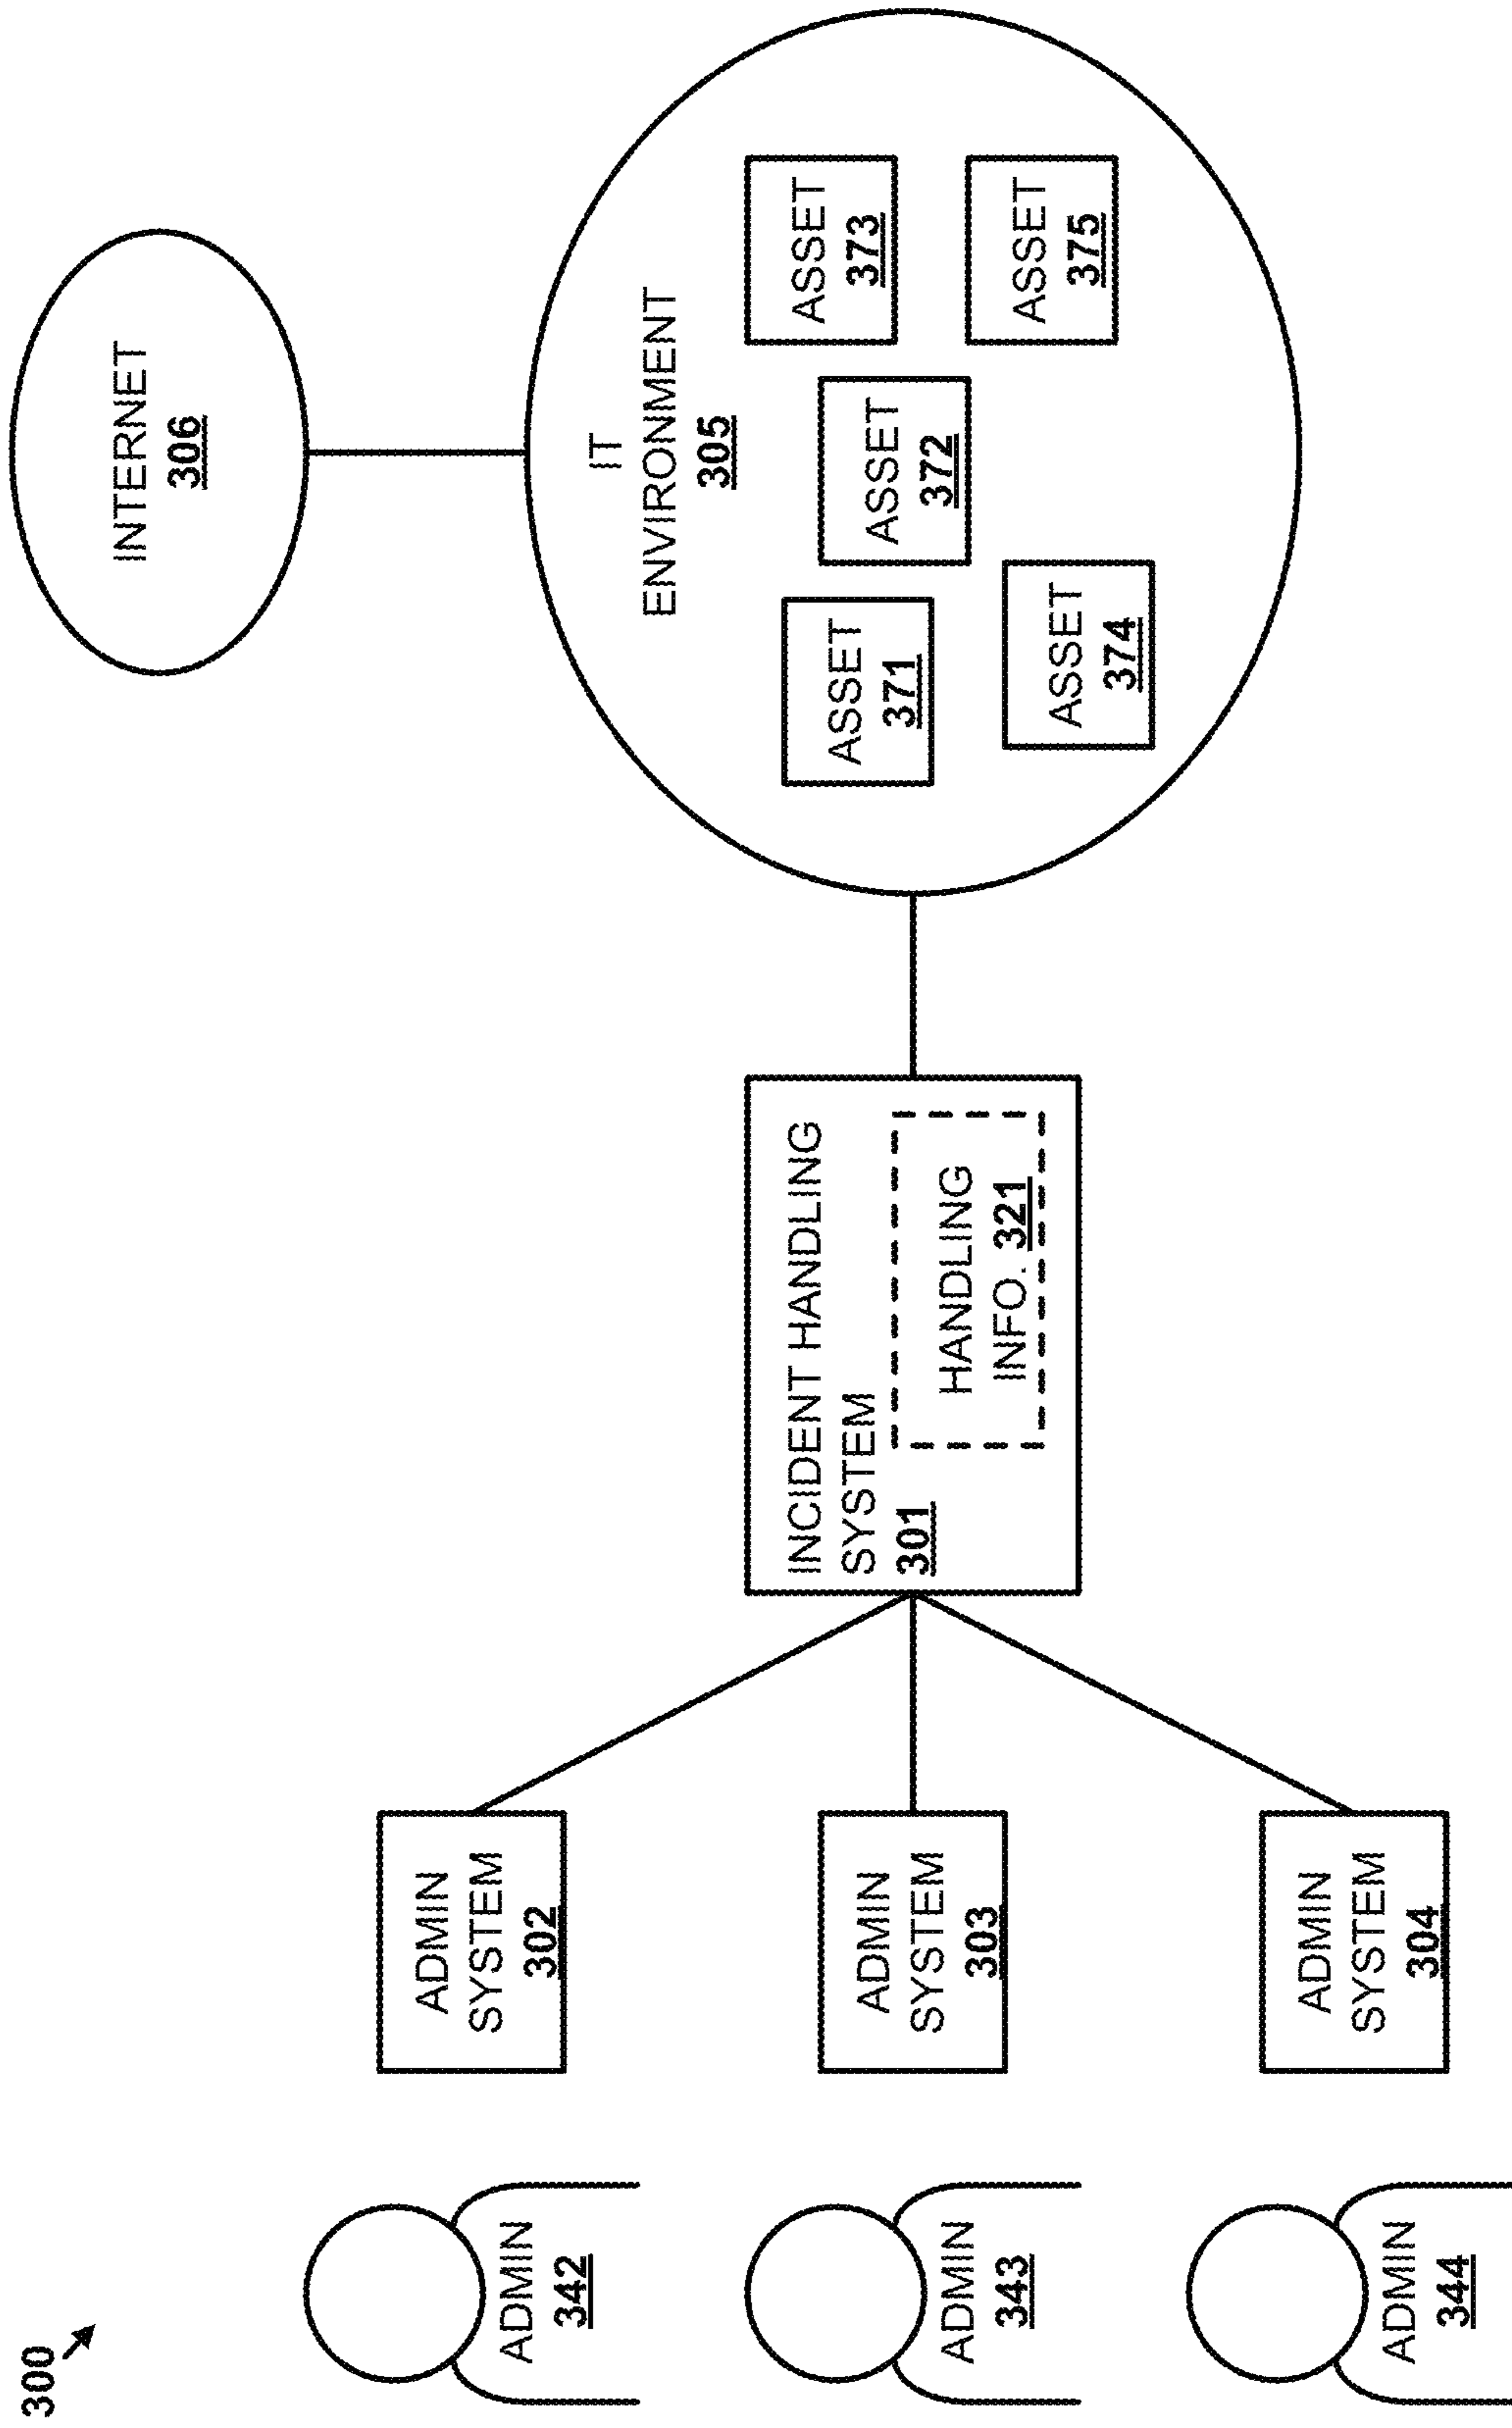 300
INTERNET
306
IT
ENVIRONMENT
305
ASSET
371
ASSET
372
ASSET
373
ASSET
374
ASSET
375
INCIDENT HANDLING
SYSTEM
301
HANDLING
INFO. 321
ADMIN
SYSTEM
302
ADMIN
SYSTEM
303
ADMIN
SYSTEM
304
ADMIN
342
ADMIN
343
ADMIN
344